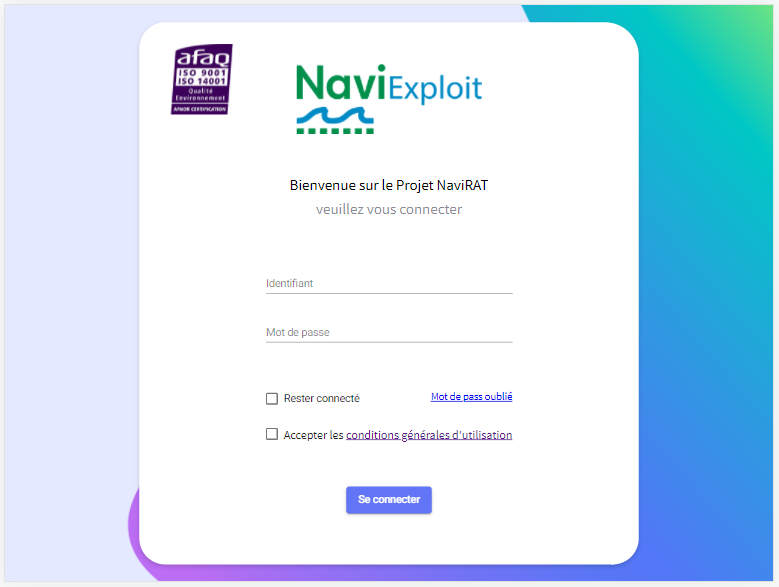 afaq
ISO 9001
ISO 14001
Qualité
Environnement
AFNOR CERTIFICATION
NaviExploit
Bienvenue sur le Projet NaviRAT
veuillez vous connecter
Identifiant
Mot de passe
Rester connecté
Mot de pass oublié
Accepter les conditions générales d'utilisation
Se connecter